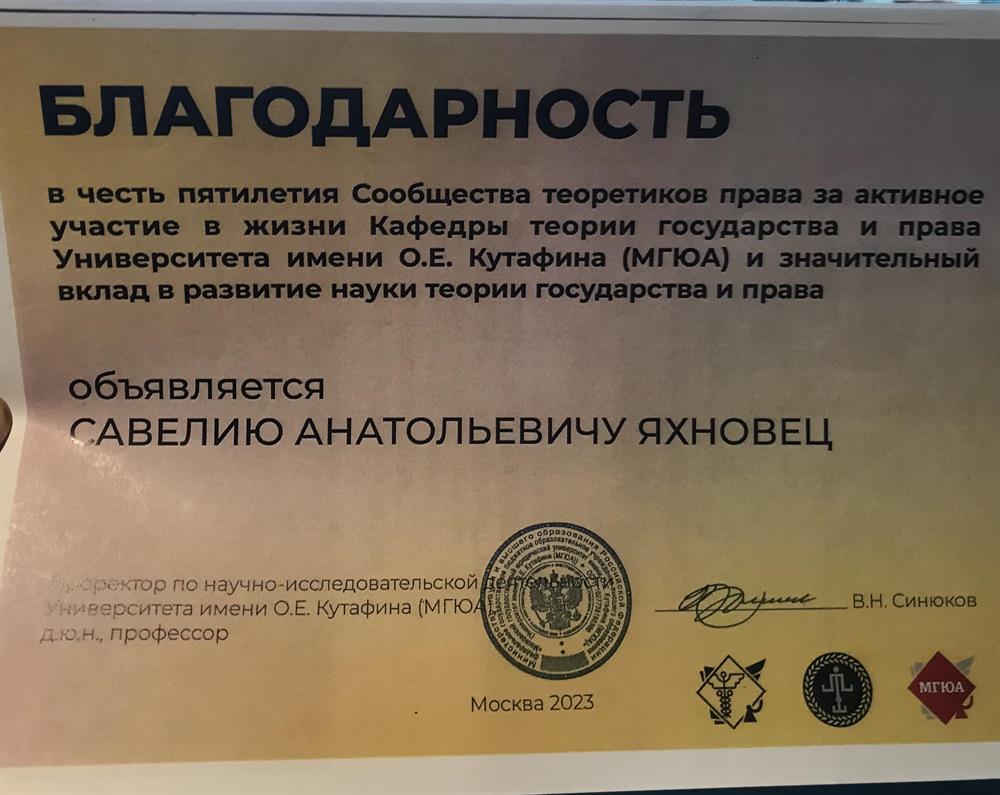 БЛАГОДАРНОСТЬ
в честь пятилетия Сообщества теоретиков права за активное
участие в жизни Кафедры теории государства и права
Университета имени О.Е. Кутафина (МГЮА) и значительный
вклад в развитие науки теории государства и права
объявляется
САВЕЛИЮ АНАТОЛЬЕВИЧУ ЯХНОВЕЦ
Проректор по научно-исследовательской деятельности
Университета имени О.Е. Кутафина (МГЮА
д.ю.н., профессор
В.Н. Синюков
Москва 2023
МГЮА